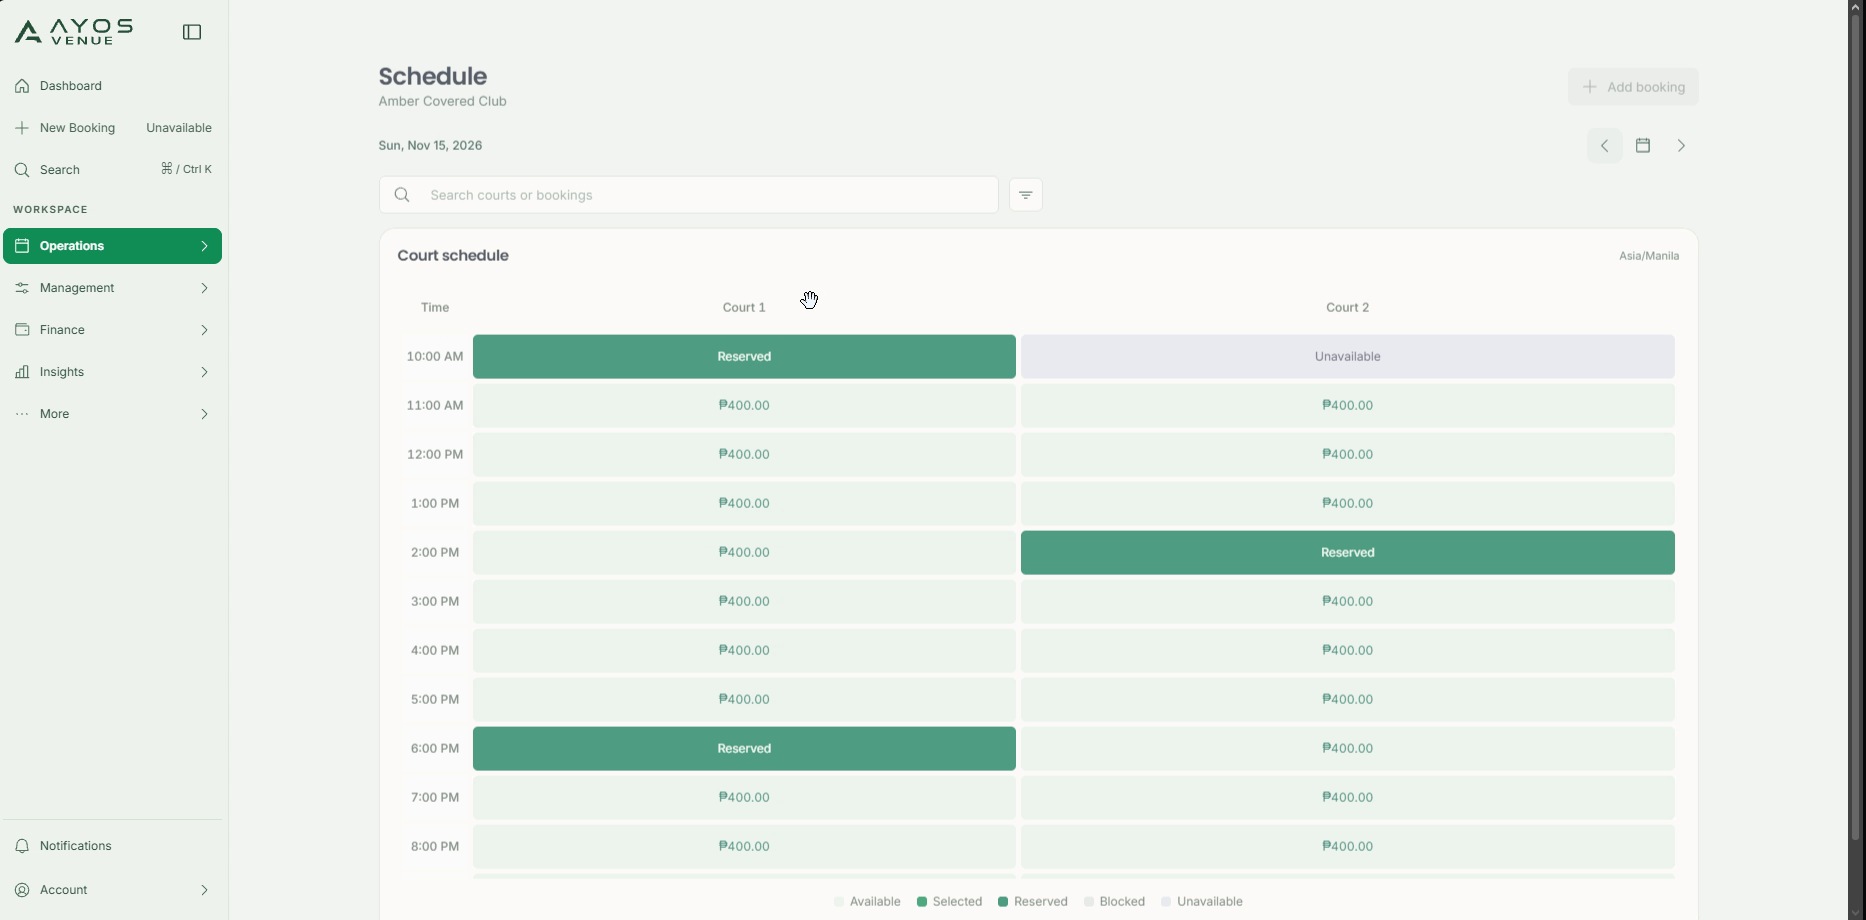 AYOS
VENUE
Dashboard
New Booking Unavailable
Search ⌘ / Ctrl K
WORKSPACE
Operations
Management
Finance
Insights
More
Notifications
Account
Schedule
Amber Covered Club
Add booking
Sun, Nov 15, 2026
Search courts or bookings
Court schedule Asia/Manila
Time Court 1 Court 2
10:00 AM Reserved Unavailable
11:00 AM ₱400.00 ₱400.00
12:00 PM ₱400.00 ₱400.00
1:00 PM ₱400.00 ₱400.00
2:00 PM ₱400.00 Reserved
3:00 PM ₱400.00 ₱400.00
4:00 PM ₱400.00 ₱400.00
5:00 PM ₱400.00 ₱400.00
6:00 PM Reserved ₱400.00
7:00 PM ₱400.00 ₱400.00
8:00 PM ₱400.00 ₱400.00
Available Selected Reserved Blocked Unavailable